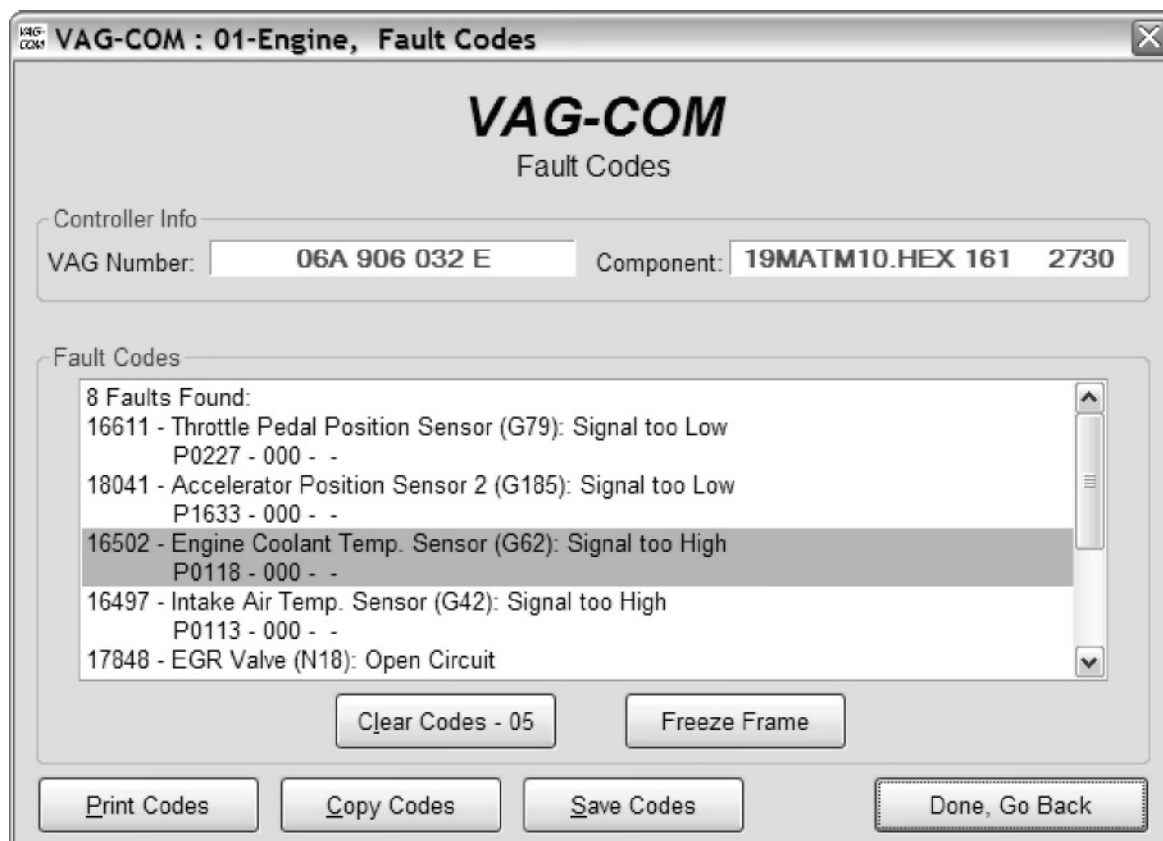 VAG-COM VAG-COM : 01-Engine, Fault Codes
VAG-COM
Fault Codes
Controller Info
VAG Number: 06A 906 032 E Component: 19MATM10.HEX 161 2730
Fault Codes
8 Faults Found:
16611 - Throttle Pedal Position Sensor (G79): Signal too Low
P0227 - 000 - -
18041 - Accelerator Position Sensor 2 (G185): Signal too Low
P1633 - 000 - -
16502 - Engine Coolant Temp. Sensor (G62): Signal too High
P0118 - 000 - -
16497 - Intake Air Temp. Sensor (G42): Signal too High
P0113 - 000 - -
17848 - EGR Valve (N18): Open Circuit
Clear Codes - 05 Freeze Frame
Print Codes Copy Codes Save Codes Done, Go Back